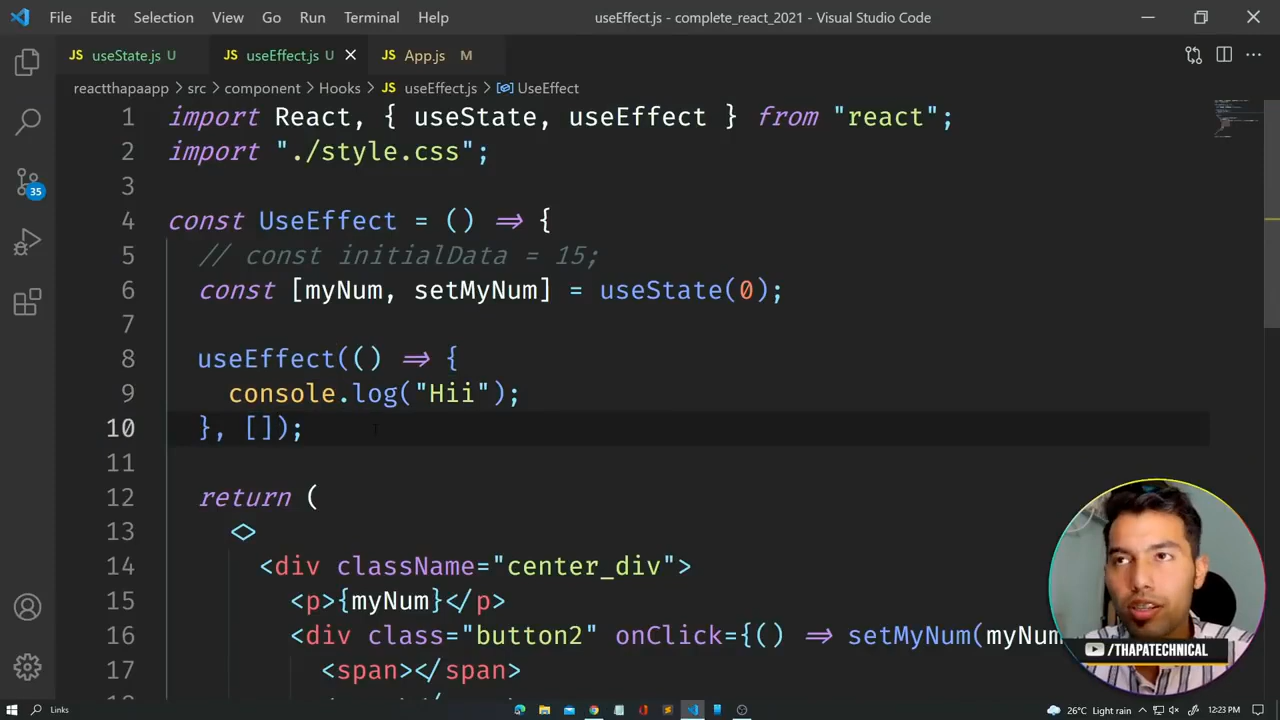 File Edit Selection View Go Run Terminal Help useEffect.js - complete_react_2021 - Visual Studio Code
JS useState.js U JS useEffect.js U JS App.js M
reactthapaapp > src > component > Hooks > JS useEffect.js > UseEffect
1 import React, { useState, useEffect } from "react";
2 import "./style.css";
3
4 const UseEffect = () => {
5 // const initialData = 15;
6 const [myNum, setMyNum] = useState(0);
7
8 useEffect(() => {
9 console.log("Hii");
10 }, []);
11
12 return (
13 <>
14 <div className="center_div">
15 <p>{myNum}</p>
16 <div class="button2" onClick={() => setMyNum(myNum
17 <span></span>
35
/THAPATECHNICAL
Links 26°C Light rain 12:23 PM